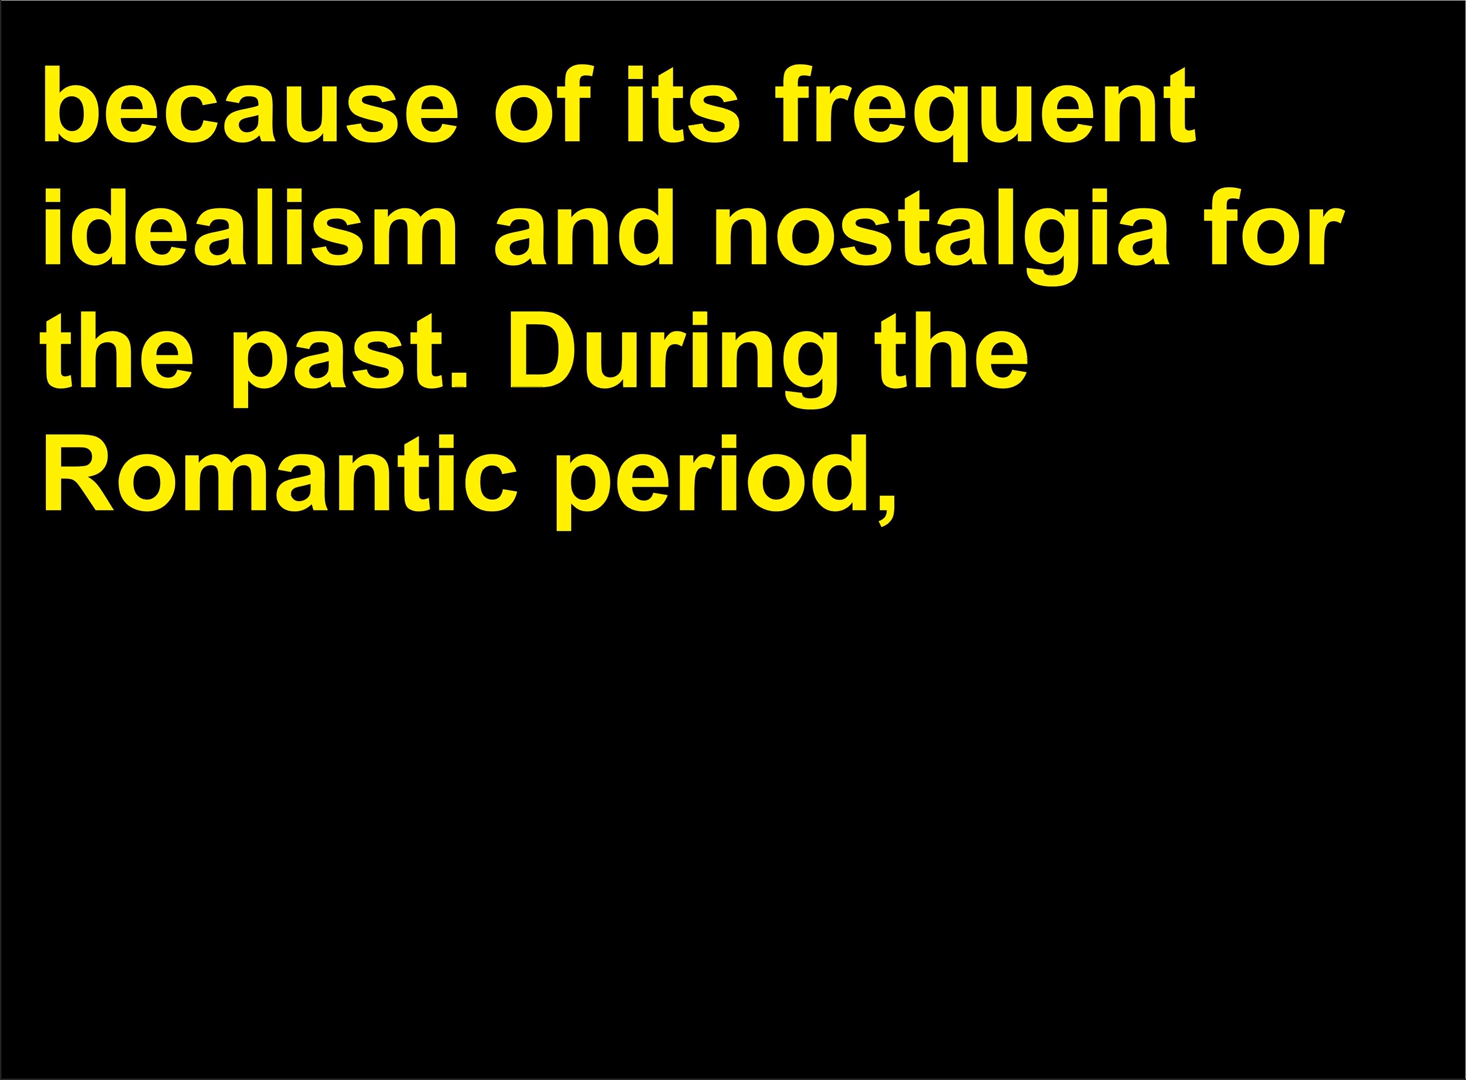 because of its frequent
idealism and nostalgia for
the past. During the
Romantic period,